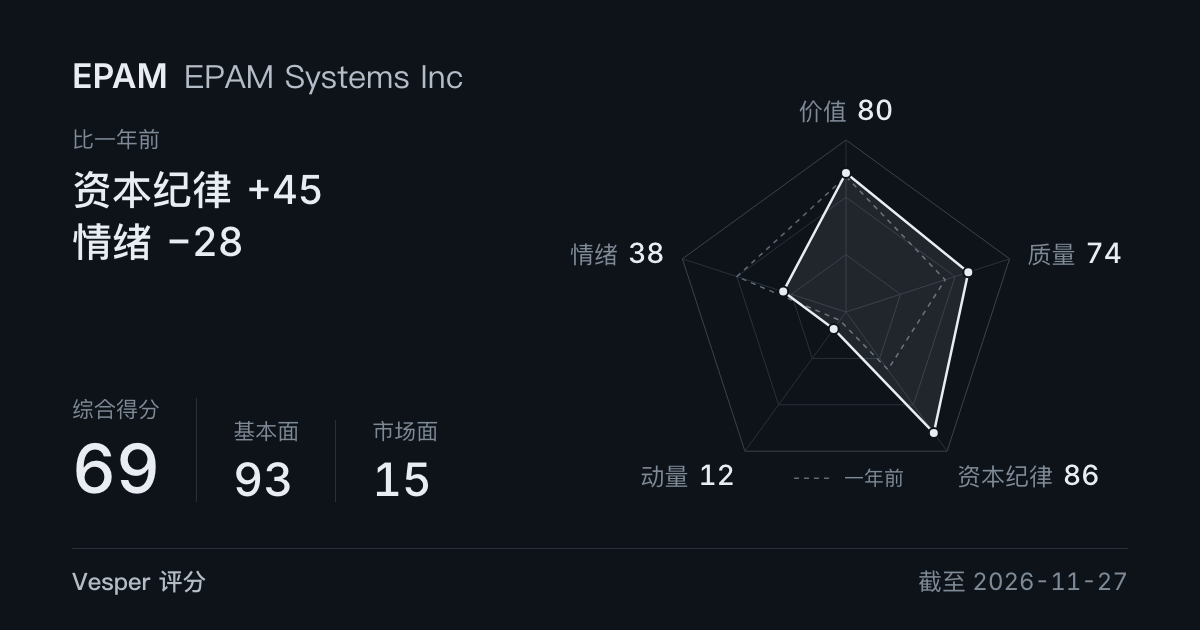 EPAM EPAM Systems Inc
比一年前
资本纪律 +45
情绪 −28
综合得分
69
基本面
93
市场面
15
价值 80
情绪 38
质量 74
动量 12
一年前
资本纪律 86
Vesper 评分
截至 2026-11-27